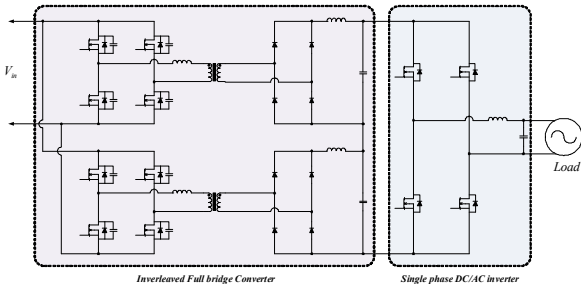 V_in
Load
Inverleaved Full bridge Converter
Single phase DC/AC inverter